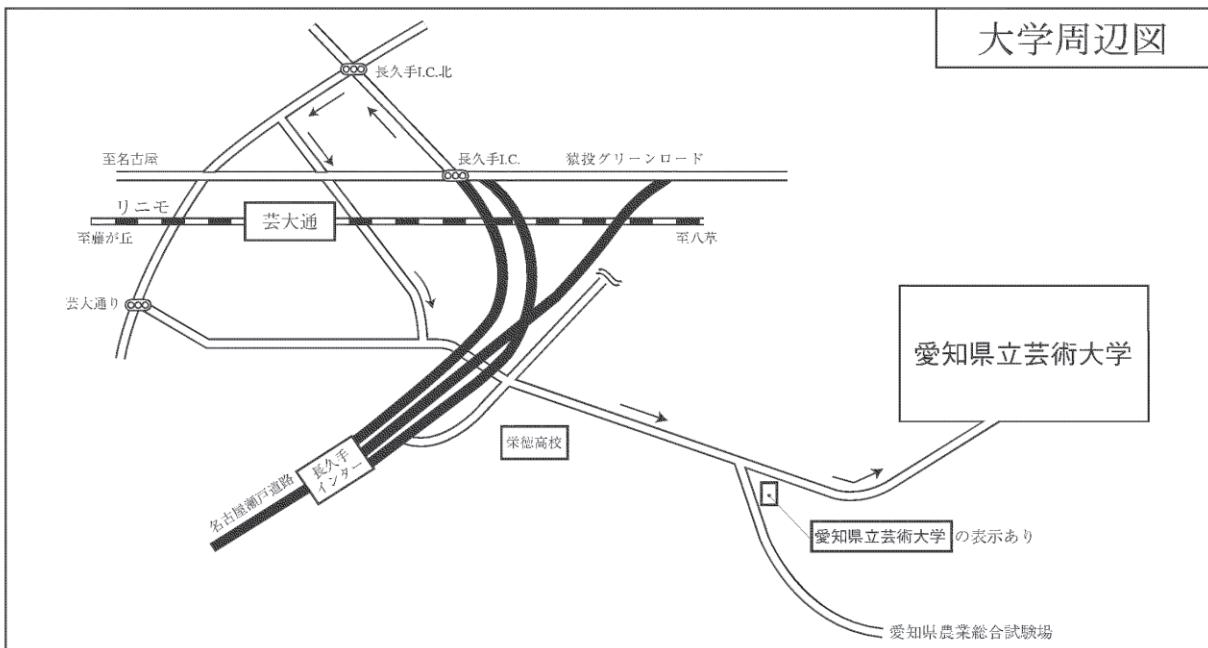 大学周辺図
長久手I.C.北
至名古屋
長久手I.C.
猿投グリーンロード
リニモ
芸大通
至藤が丘
至八草
芸大通り
愛知県立芸術大学
栄徳高校
長久手
インター
名古屋瀬戸道路
愛知県立芸術大学 の表示あり
愛知県農業総合試験場